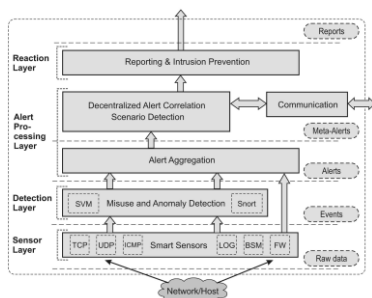 Reports
Reaction
Layer
Reporting & Intrusion Prevention
Decentralized Alert Correlation
Scenario Detection
Communication
Alert
Pro-
cessing
Layer
Meta-Alerts
Alert Aggregation
Alerts
Detection
Layer
SVM Misuse and Anomaly Detection Snort
Events
Sensor
Layer
TCP UDP ICMP Smart Sensors LOG BSM FW
Raw data
Network/Host